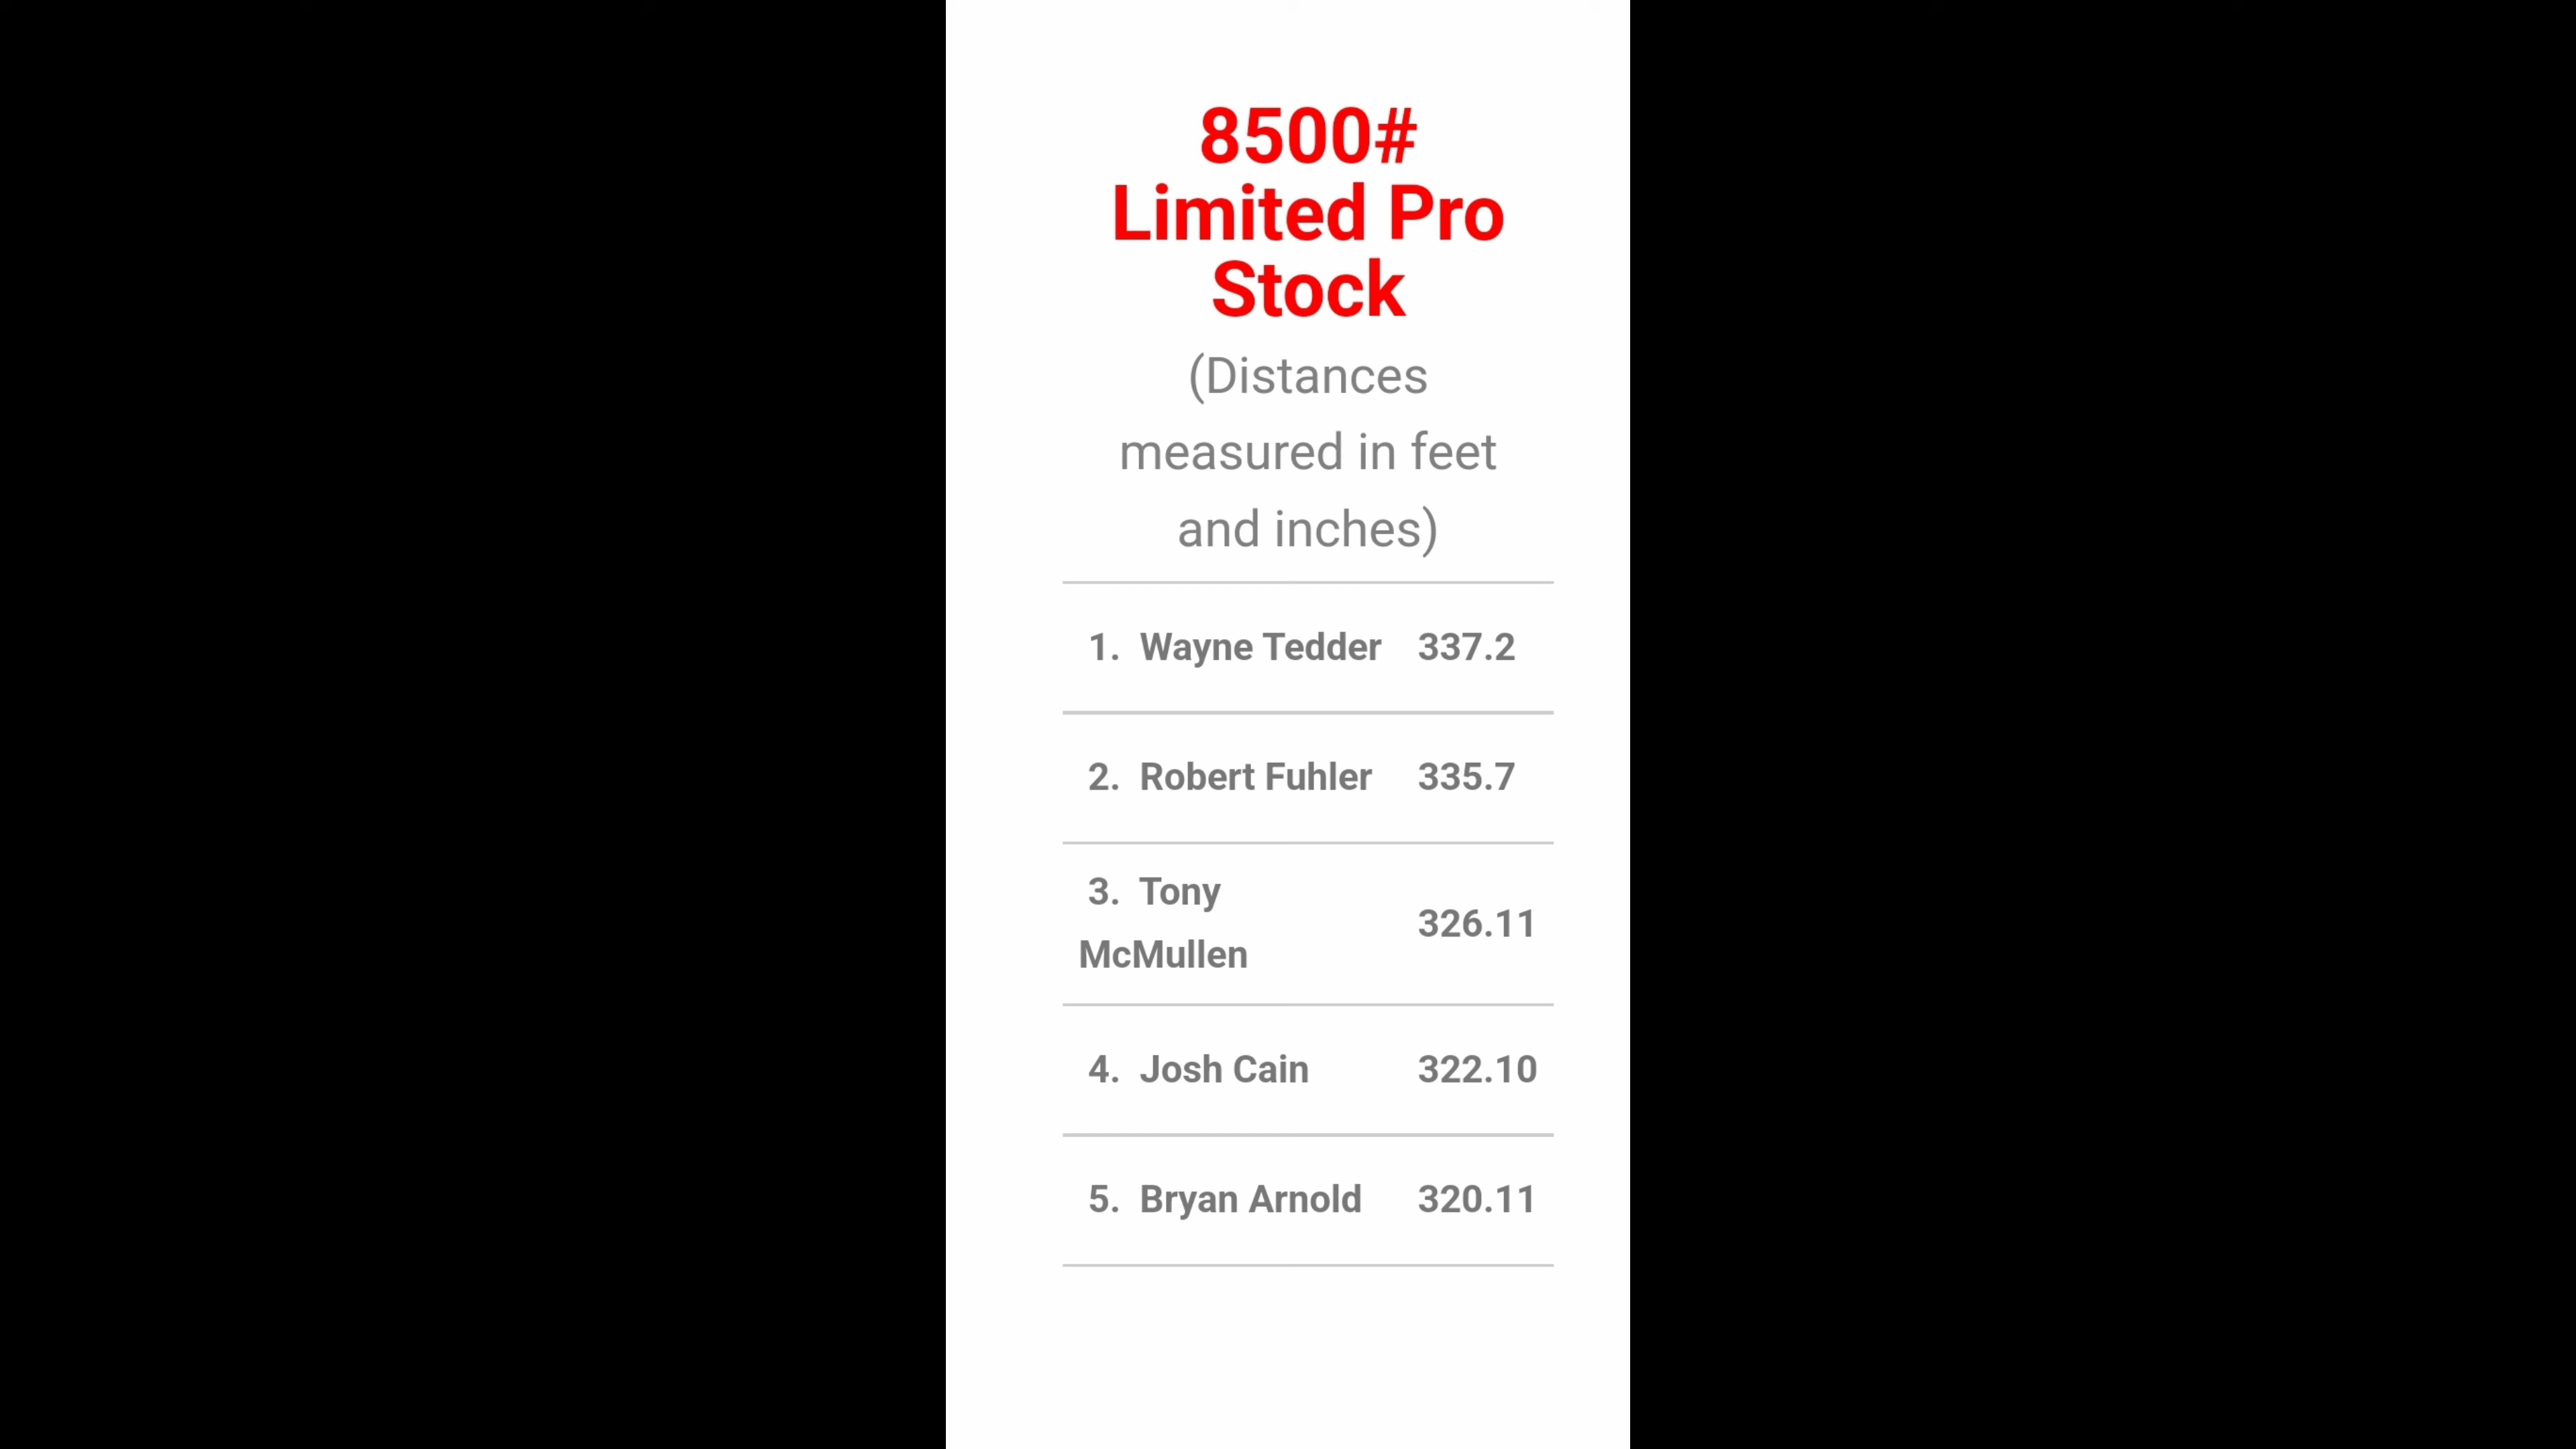 8500#
Limited Pro
Stock
(Distances
measured in feet
and inches)
1. Wayne Tedder 337.2
2. Robert Fuhler 335.7
3. Tony
McMullen 326.11
4. Josh Cain 322.10
5. Bryan Arnold 320.11